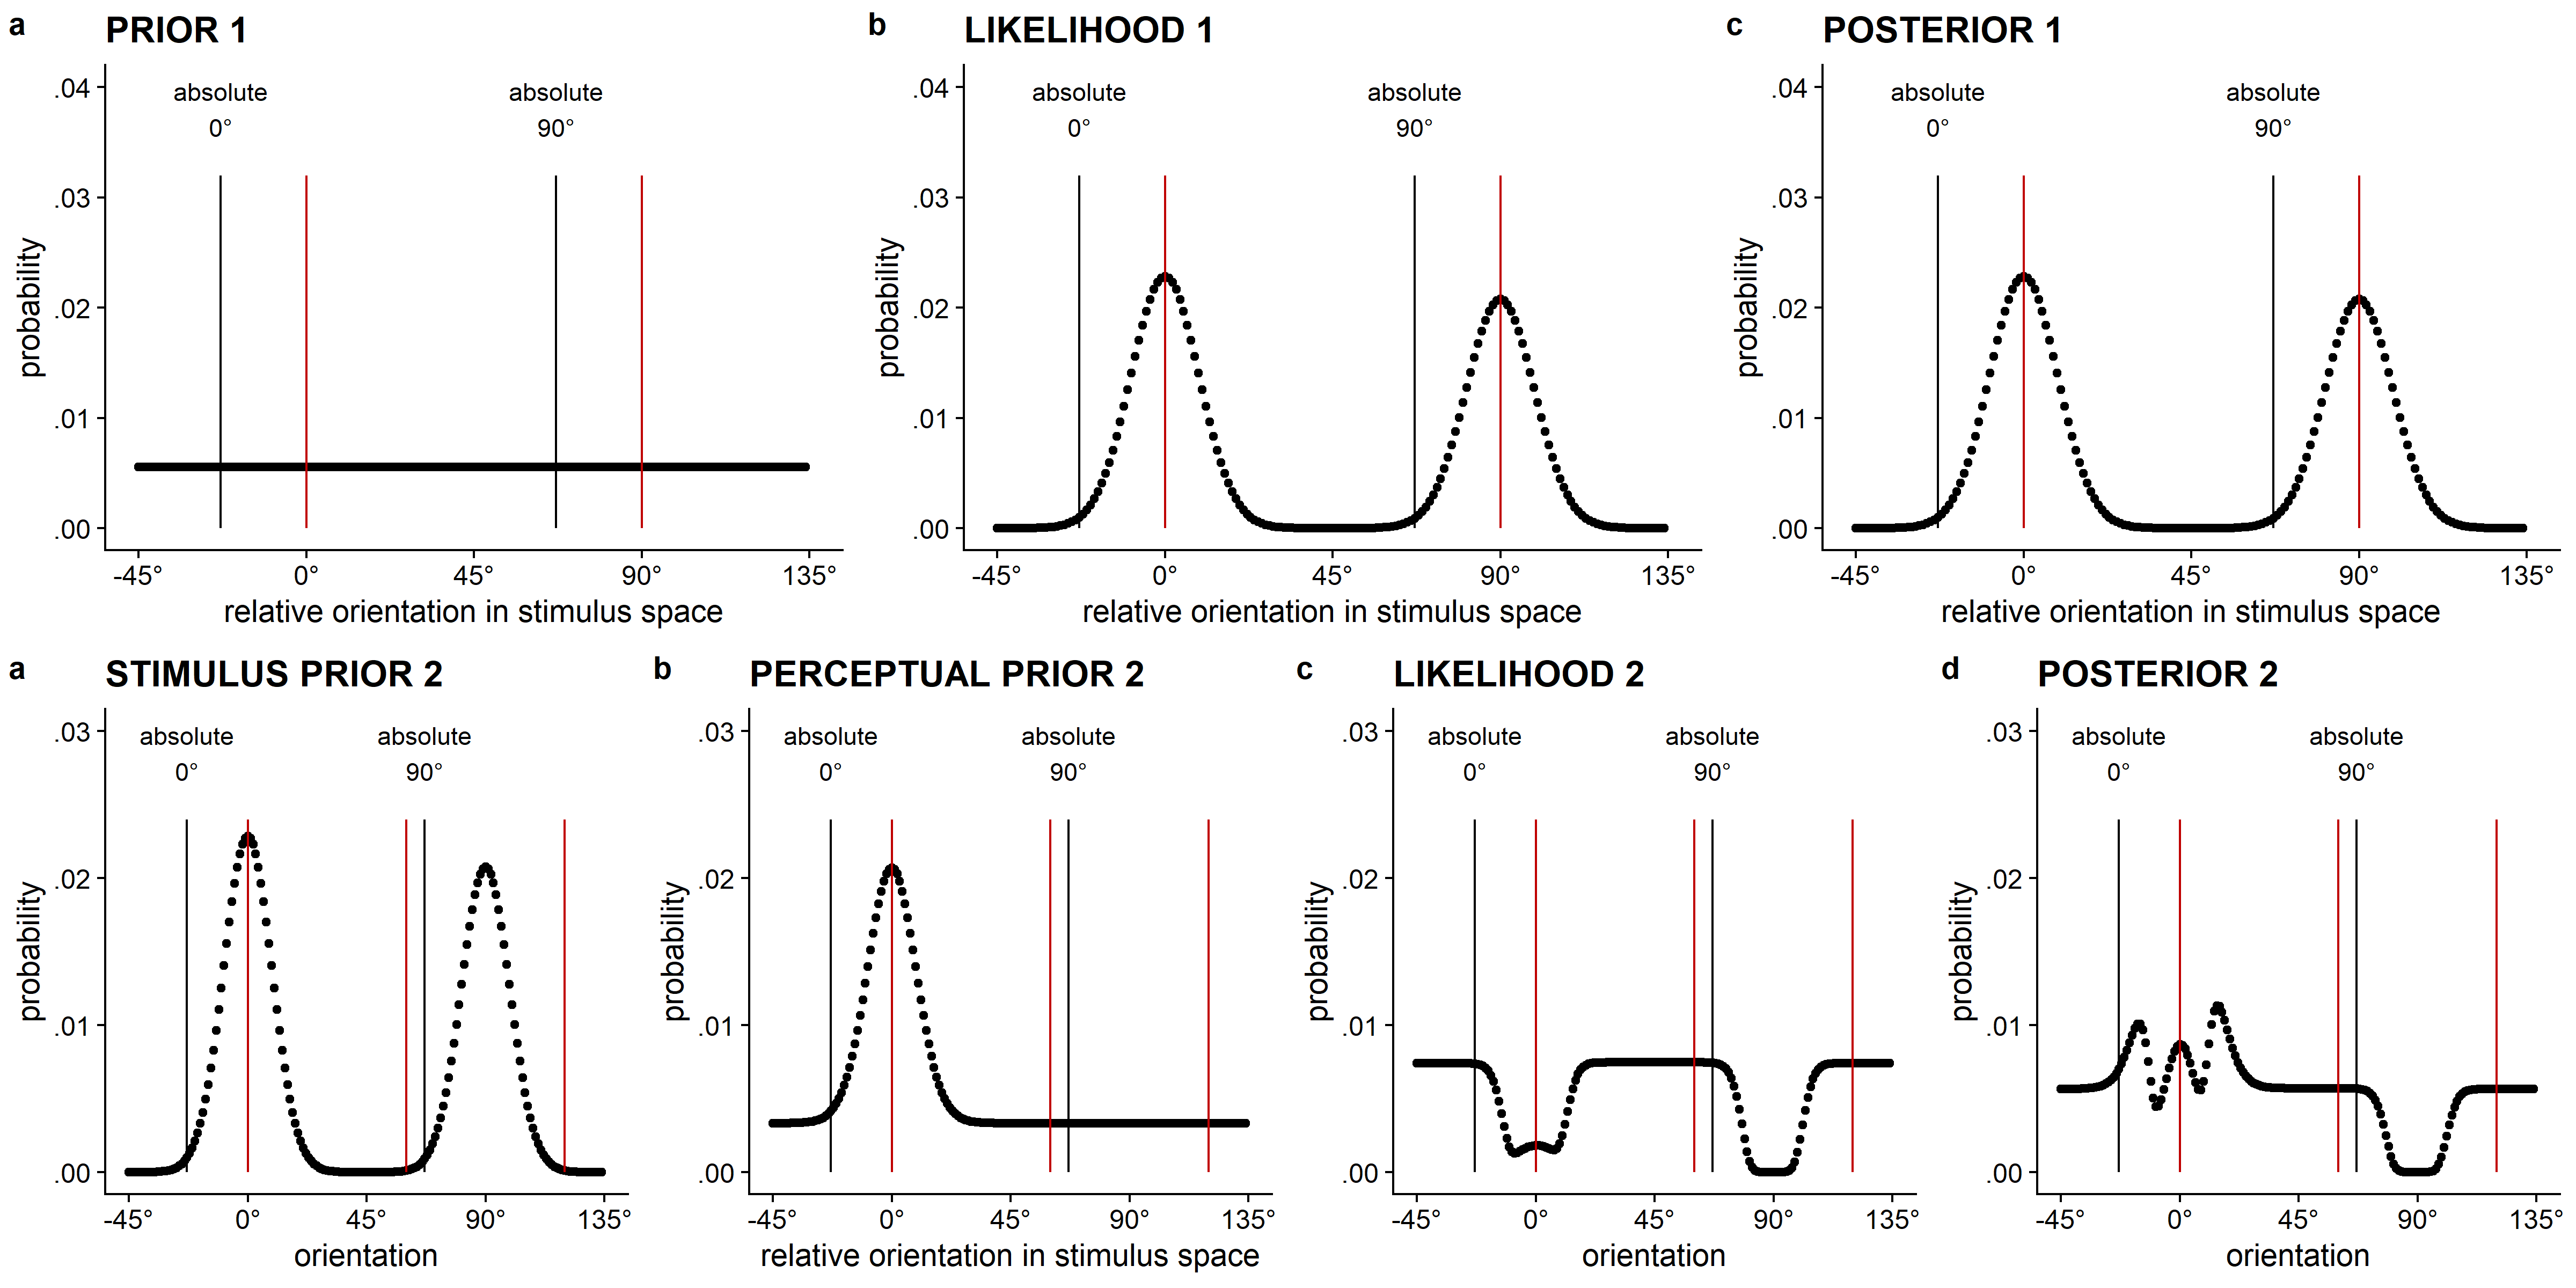 a PRIOR 1
absolute 0°
absolute 90°
.04
.03
.02
.01
.00
probability
-45° 0° 45° 90° 135°
relative orientation in stimulus space
b LIKELIHOOD 1
absolute 0°
absolute 90°
.04
.03
.02
.01
.00
probability
-45° 0° 45° 90° 135°
relative orientation in stimulus space
c POSTERIOR 1
absolute 0°
absolute 90°
.04
.03
.02
.01
.00
probability
-45° 0° 45° 90° 135°
relative orientation in stimulus space
a STIMULUS PRIOR 2
absolute 0°
absolute 90°
.03
.02
.01
.00
probability
-45° 0° 45° 90° 135°
orientation
b PERCEPTUAL PRIOR 2
absolute 0°
absolute 90°
.03
.02
.01
.00
probability
-45° 0° 45° 90° 135°
relative orientation in stimulus space
c LIKELIHOOD 2
absolute 0°
absolute 90°
.03
.02
.01
.00
probability
-45° 0° 45° 90° 135°
orientation
d POSTERIOR 2
absolute 0°
absolute 90°
.03
.02
.01
.00
probability
-45° 0° 45° 90° 135°
orientation